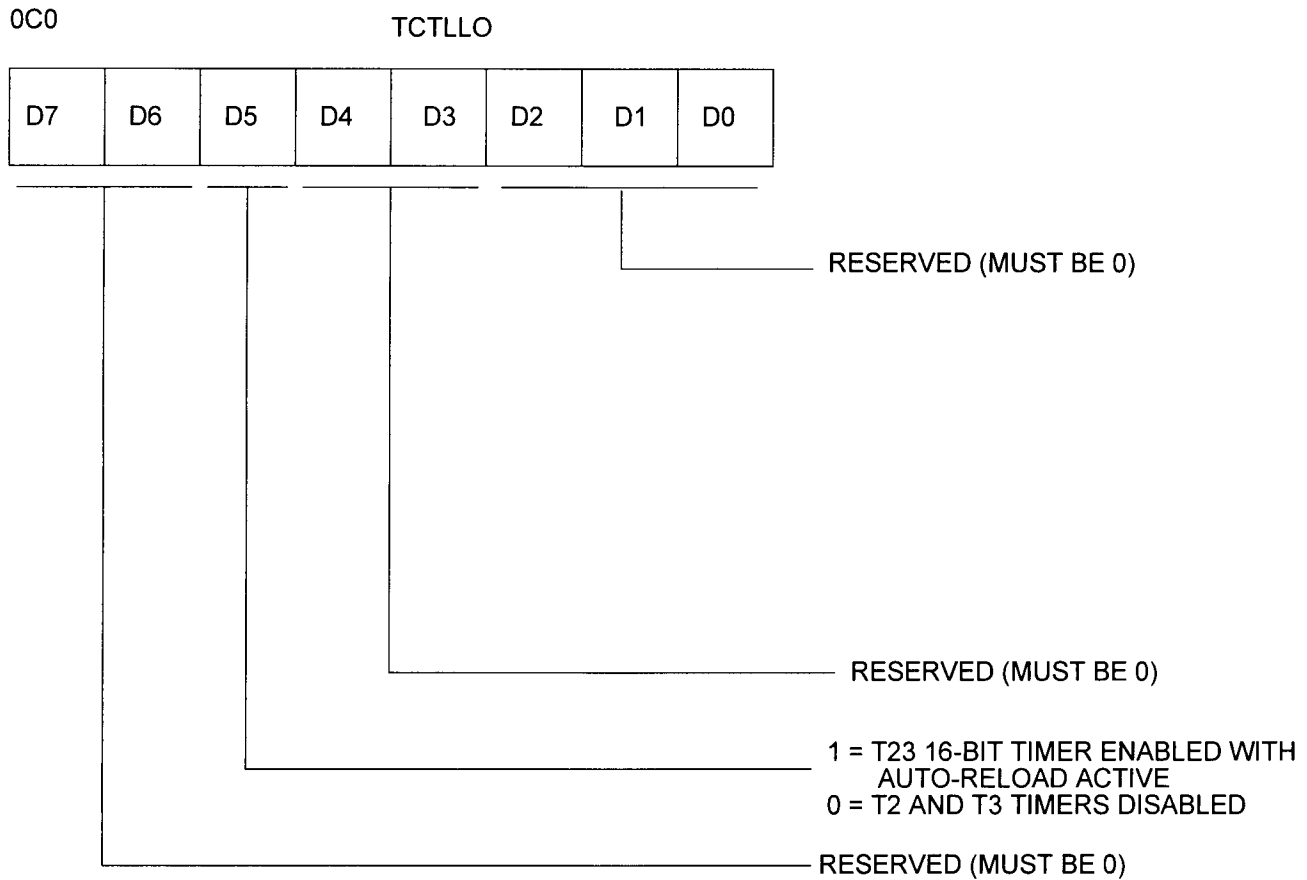 0C0
TCTLLO
D7 D6 D5 D4 D3 D2 D1 D0
RESERVED (MUST BE 0)
RESERVED (MUST BE 0)
1 = T23 16-BIT TIMER ENABLED WITH
AUTO-RELOAD ACTIVE
0 = T2 AND T3 TIMERS DISABLED
RESERVED (MUST BE 0)